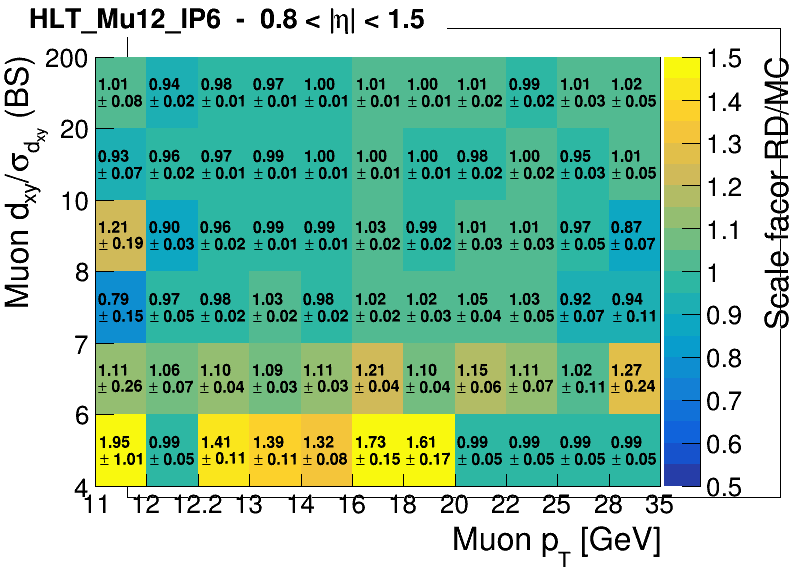 HLT_Mu12_IP6 - 0.8 < |η| < 1.5
Muon d_xy/σ_d_xy (BS)
200
20
10
8
7
6
4
1.01 0.94 0.98 0.97 1.00 1.01 1.00 1.01 0.99 1.01 1.02
± 0.08 ± 0.02 ± 0.01 ± 0.01 ± 0.01 ± 0.01 ± 0.01 ± 0.02 ± 0.02 ± 0.03 ± 0.05
0.93 0.96 0.97 0.99 1.00 1.00 1.00 0.98 1.00 0.95 1.01
± 0.07 ± 0.02 ± 0.01 ± 0.01 ± 0.01 ± 0.01 ± 0.01 ± 0.02 ± 0.02 ± 0.03 ± 0.05
1.21 0.90 0.96 0.99 0.99 1.03 0.99 1.01 1.01 0.97 0.87
± 0.19 ± 0.03 ± 0.02 ± 0.01 ± 0.01 ± 0.02 ± 0.02 ± 0.03 ± 0.03 ± 0.05 ± 0.07
0.79 0.97 0.98 1.03 0.98 1.02 1.02 1.05 1.03 0.92 0.94
± 0.15 ± 0.05 ± 0.02 ± 0.02 ± 0.02 ± 0.02 ± 0.03 ± 0.04 ± 0.05 ± 0.07 ± 0.11
1.11 1.06 1.10 1.09 1.11 1.21 1.10 1.15 1.11 1.02 1.27
± 0.26 ± 0.07 ± 0.04 ± 0.03 ± 0.03 ± 0.04 ± 0.04 ± 0.06 ± 0.07 ± 0.11 ± 0.24
1.95 0.99 1.41 1.39 1.32 1.73 1.61 0.99 0.99 0.99 0.99
± 1.01 ± 0.05 ± 0.11 ± 0.11 ± 0.08 ± 0.15 ± 0.17 ± 0.05 ± 0.05 ± 0.05 ± 0.05
11 12 12.2 13 14 16 18 20 22 25 28 35
Muon p_T [GeV]
1.5
1.4
1.3
1.2
1.1
1
0.9
0.8
0.7
0.6
0.5
Scale facor RD/MC